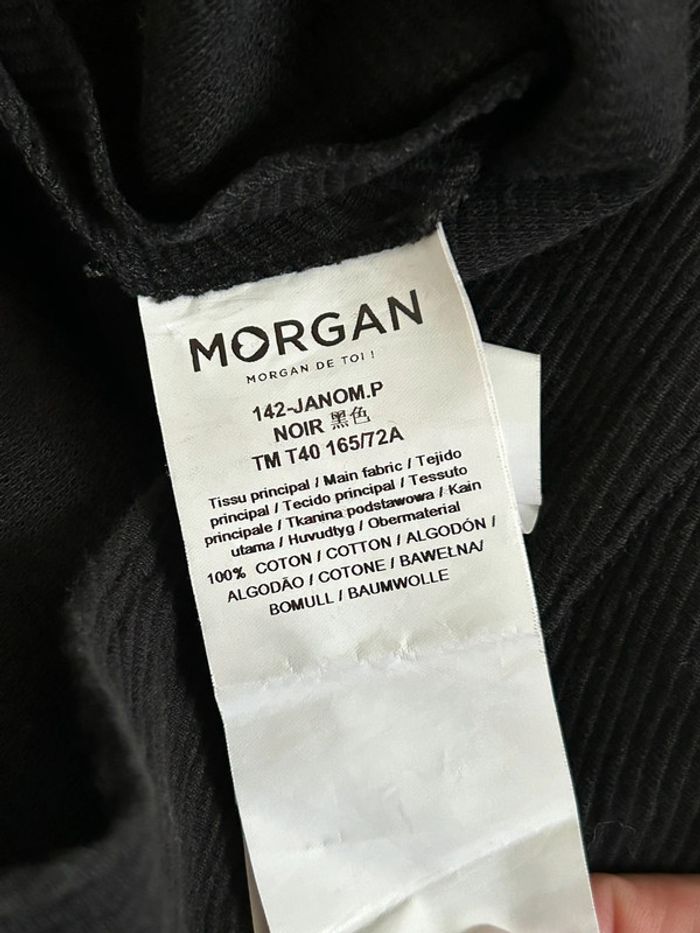 MORGAN
MORGAN DE TOI !
142-JANOM.P
NOIR 黑色
TM T40 165/72A
Tissu principal / Main fabric / Tejido
principal / Tecido principal / Tessuto
principale / Tkanina podstawowa / Kain
utama / Huvudtyg / Obermaterial
100% COTON / COTTON / ALGODÓN /
ALGODÃO / COTONE / BAWEŁNA/
BOMULL / BAUMWOLLE